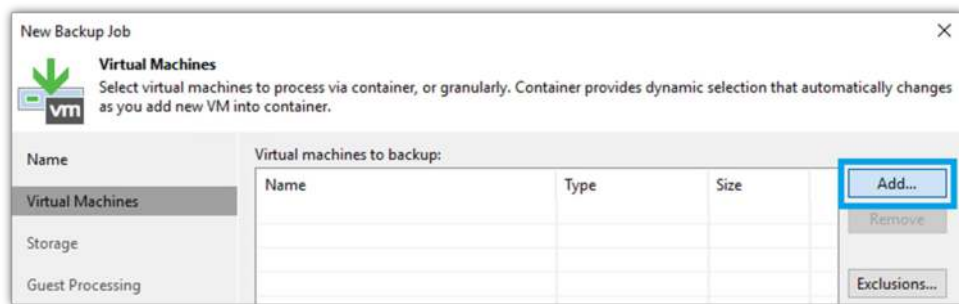 New Backup Job
Virtual Machines
Select virtual machines to process via container, or granularly. Container provides dynamic selection that automatically changes
as you add new VM into container.
vm
Name
Virtual Machines
Storage
Guest Processing
Virtual machines to backup:
Name Type Size
Add...
Remove
Exclusions...